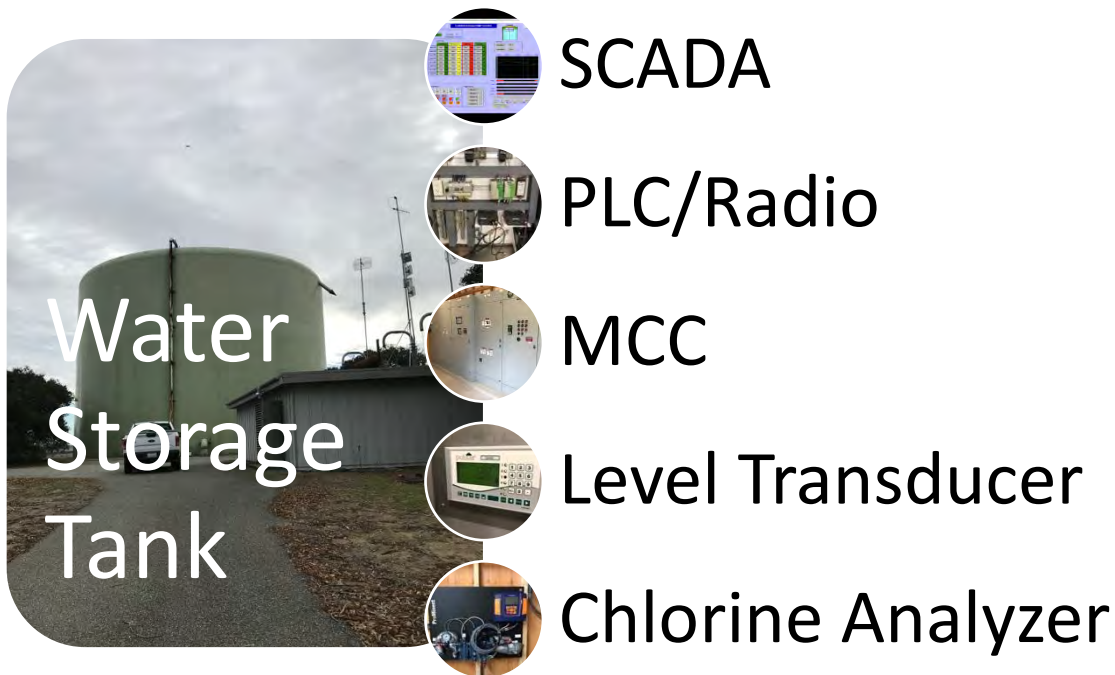 Water
Storage
Tank
SCADA
PLC/Radio
MCC
Level Transducer
Chlorine Analyzer